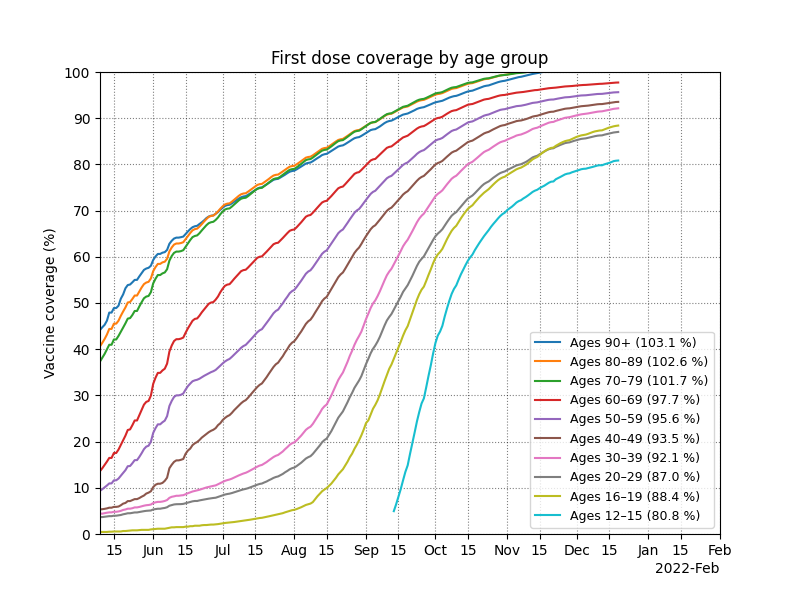 First dose coverage by age group
Vaccine coverage (%)
100
90
80
70
60
50
40
30
20
10
0
Ages 90+ (103.1 %)
Ages 80–89 (102.6 %)
Ages 70–79 (101.7 %)
Ages 60–69 (97.7 %)
Ages 50–59 (95.6 %)
Ages 40–49 (93.5 %)
Ages 30–39 (92.1 %)
Ages 20–29 (87.0 %)
Ages 16–19 (88.4 %)
Ages 12–15 (80.8 %)
15 Jun 15 Jul 15 Aug 15 Sep 15 Oct 15 Nov 15 Dec 15 Jan 15 Feb
2022-Feb